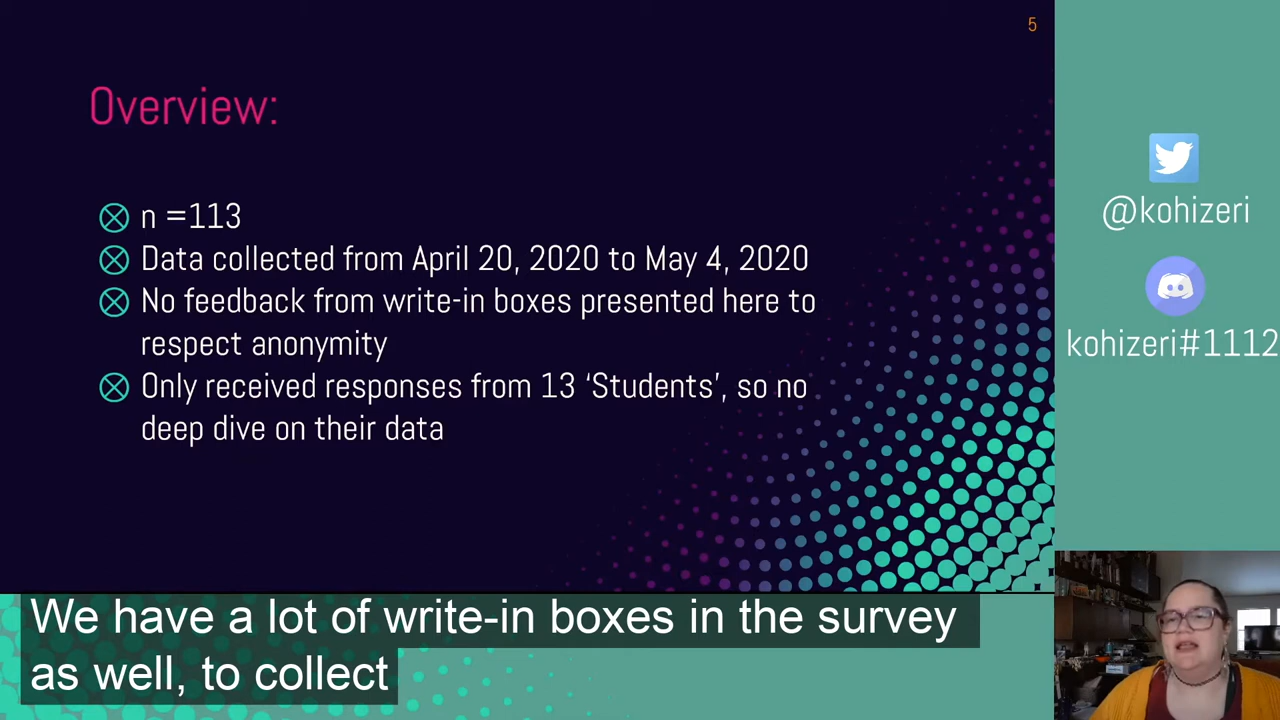 5
Overview:
n =113
Data collected from April 20, 2020 to May 4, 2020
No feedback from write-in boxes presented here to
respect anonymity
Only received responses from 13 ‘Students’, so no
deep dive on their data
@kohizeri
kohizeri#1112
We have a lot of write-in boxes in the survey
as well, to collect